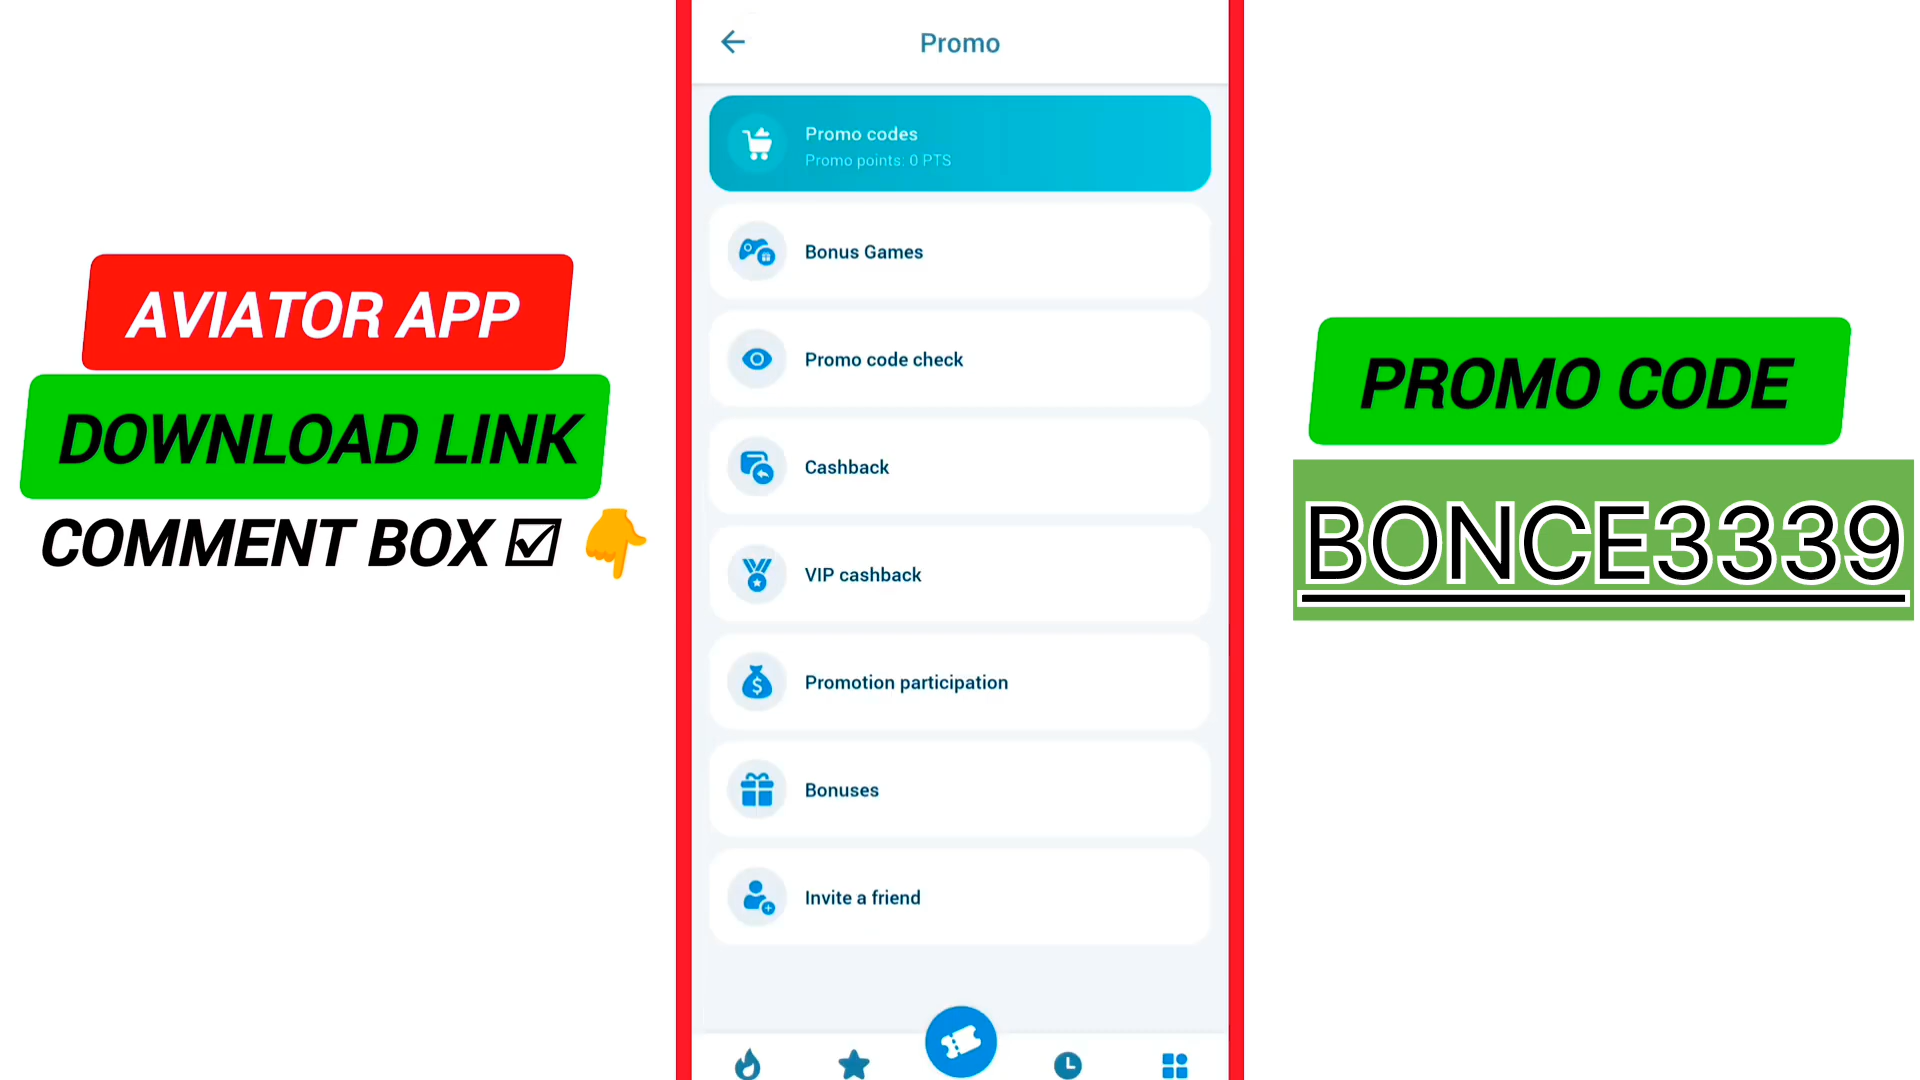 Promo
Promo codes
Promo points: 0 PTS
Bonus Games
Promo code check
Cashback
VIP cashback
Promotion participation
Bonuses
Invite a friend
AVIATOR APP
DOWNLOAD LINK
COMMENT BOX ☑ 👇
PROMO CODE
BONCE3339